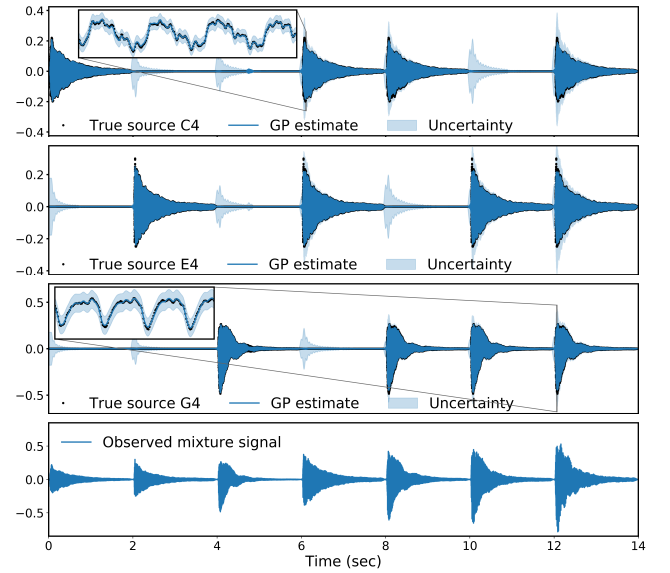 0.4
0.2
0.0
−0.2
−0.4
True source C4 GP estimate Uncertainty
0.2
0.0
−0.2
−0.4
True source E4 GP estimate Uncertainty
0.5
0.0
−0.5
True source G4 GP estimate Uncertainty
Observed mixture signal
0.5
0.0
−0.5
0 2 4 6 8 10 12 14
Time (sec)